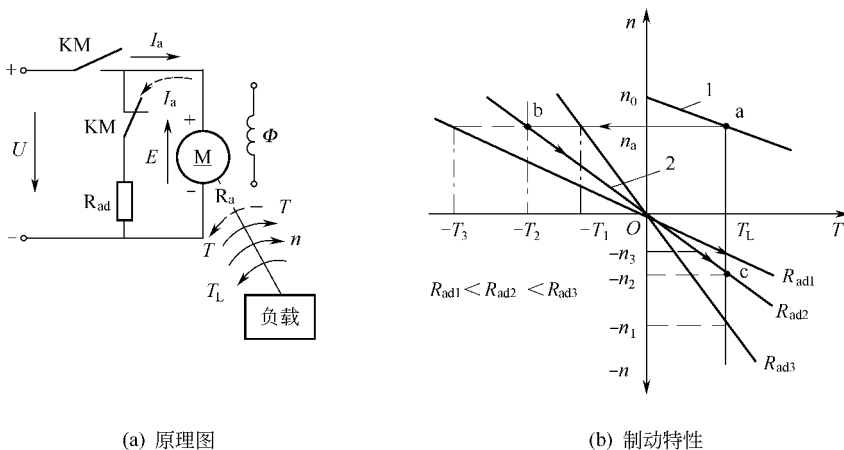 KM
I_a
+
I_a
KM
U
E
+
M
−
Φ
R_ad
R_a
−
T
T
n
T_L
负载
(a) 原理图
n
n_0
1
a
b
n_a
2
−T_3
−T_2
−T_1
O
T_L
T
−n_3
−n_2
c
R_ad1
R_ad1<R_ad2<R_ad3
R_ad2
−n_1
R_ad3
−n
(b) 制动特性